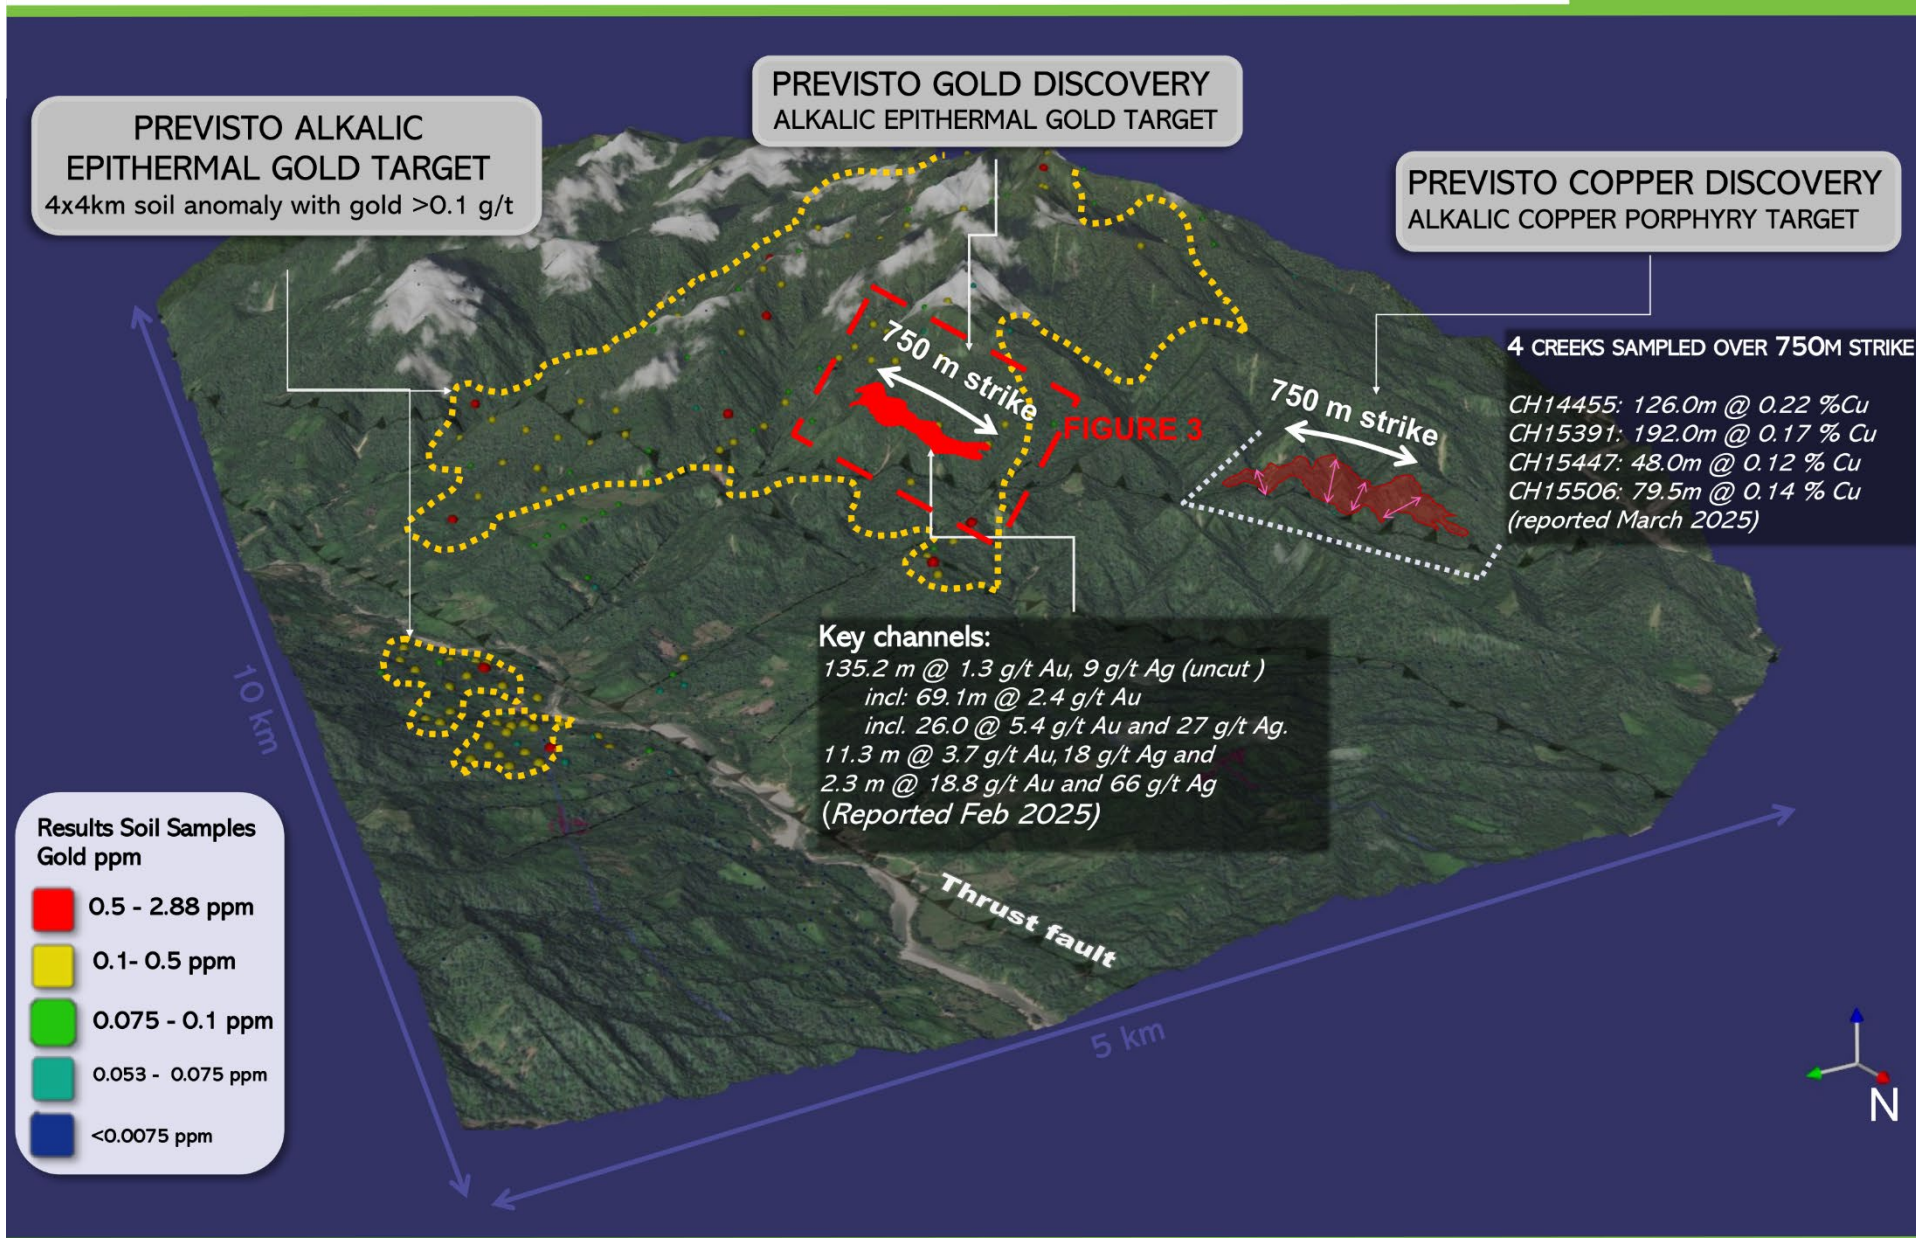 PREVISTO ALKALIC
EPITHERMAL GOLD TARGET
4x4km soil anomaly with gold >0.1 g/t
PREVISTO GOLD DISCOVERY
ALKALIC EPITHERMAL GOLD TARGET
PREVISTO COPPER DISCOVERY
ALKALIC COPPER PORPHYRY TARGET
750 m strike
FIGURE 3
750 m strike
4 CREEKS SAMPLED OVER 750M STRIKE
CH14455: 126.0m @ 0.22 %Cu
CH15391: 192.0m @ 0.17 % Cu
CH15447: 48.0m @ 0.12 % Cu
CH15506: 79.5m @ 0.14 % Cu
(reported March 2025)
Key channels:
135.2 m @ 1.3 g/t Au, 9 g/t Ag (uncut )
incl: 69.1m @ 2.4 g/t Au
incl. 26.0 @ 5.4 g/t Au and 27 g/t Ag.
11.3 m @ 3.7 g/t Au,18 g/t Ag and
2.3 m @ 18.8 g/t Au and 66 g/t Ag
(Reported Feb 2025)
10 km
Thrust fault
5 km
Results Soil Samples
Gold ppm
0.5 - 2.88 ppm
0.1- 0.5 ppm
0.075 - 0.1 ppm
0.053 - 0.075 ppm
<0.0075 ppm
N